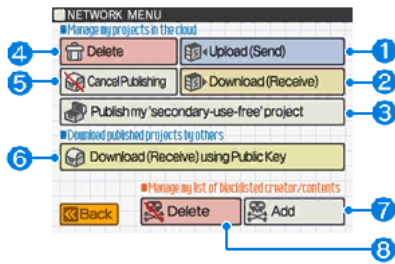 NETWORK MENU
■Manage my projects in the cloud
4 Delete Upload (Send) 1
5 Cancel Publishing Download (Receive) 2
Publish my 'secondary-use-free' project 3
■Download published projects by others
6 Download (Receive) using Public Key
■Manage my list of blacklisted creator/contents
Back Delete Add 7
8